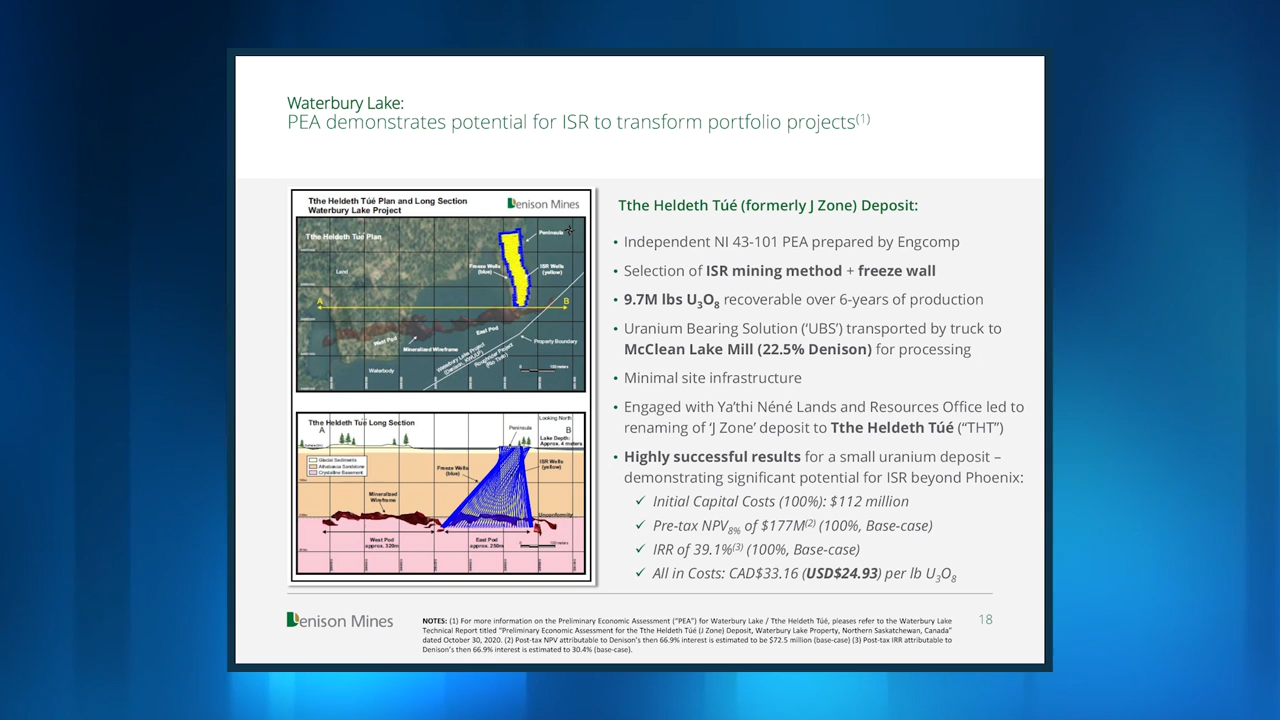 Waterbury Lake:
PEA demonstrates potential for ISR to transform portfolio projects(1)
Tthe Heldeth Túé Plan and Long Section
Waterbury Lake Project
Denison Mines
Tthe Heldeth Tué Plan
Peninsula
Land
Freeze Wells
(blue)
ISR Wells
(yellow)
A
B
West Pod
East Pod
Mineralized Wireframe
Property Boundary
Waterbury Lake Project
Waterbody
Tthe Heldeth Tué Long Section
Looking North
A
B
Peninsula
Lake Depth:
Approx. 4 meters
Glacial Sediments
Athabasca Sandstone
Crystalline Basement
Freeze Wells
(blue)
ISR Wells
(yellow)
Mineralized
Wireframe
Unconformity
West Pod
approx. 320m
East Pod
approx. 250m
Tthe Heldeth Túé (formerly J Zone) Deposit:
• Independent NI 43-101 PEA prepared by Engcomp
• Selection of ISR mining method + freeze wall
• 9.7M lbs U3O8 recoverable over 6-years of production
• Uranium Bearing Solution (‘UBS’) transported by truck to
McClean Lake Mill (22.5% Denison) for processing
• Minimal site infrastructure
• Engaged with Ya’thi Néné Lands and Resources Office led to
renaming of ‘J Zone’ deposit to Tthe Heldeth Túé (“THT”)
• Highly successful results for a small uranium deposit –
demonstrating significant potential for ISR beyond Phoenix:
✓ Initial Capital Costs (100%): $112 million
✓ Pre-tax NPV8% of $177M(2) (100%, Base-case)
✓ IRR of 39.1%(3) (100%, Base-case)
✓ All in Costs: CAD$33.16 (USD$24.93) per lb U3O8
Denison Mines
NOTES: (1) For more information on the Preliminary Economic Assessment (“PEA”) for Waterbury Lake / Tthe Heldeth Túé, pleases refer to the Waterbury Lake
Technical Report titled “Preliminary Economic Assessment for the Tthe Heldeth Túé (J Zone) Deposit, Waterbury Lake Property, Northern Saskatchewan, Canada”
dated October 30, 2020. (2) Post-tax NPV attributable to Denison’s then 66.9% interest is estimated to be $72.5 million (base-case) (3) Post-tax IRR attributable to
Denison’s then 66.9% interest is estimated to 30.4% (base-case).
18